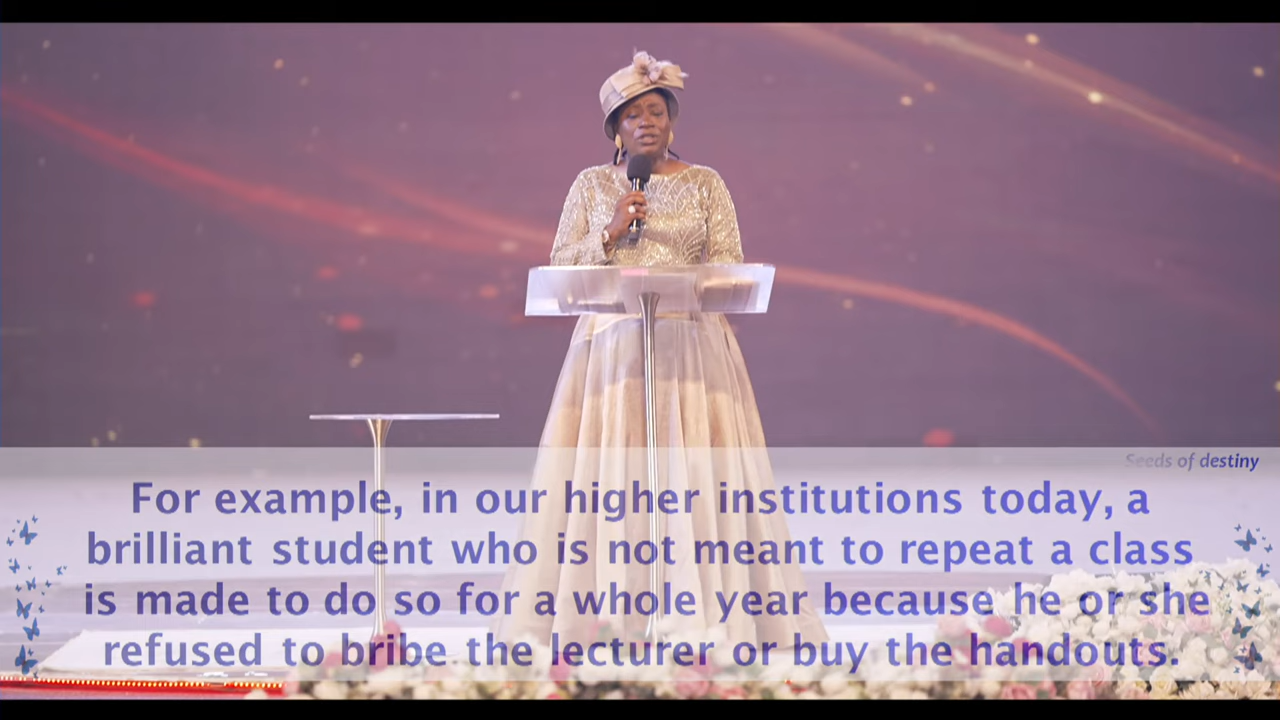 Seeds of destiny
For example, in our higher institutions today, a
brilliant student who is not meant to repeat a class
is made to do so for a whole year because he or she
refused to bribe the lecturer or buy the handouts.